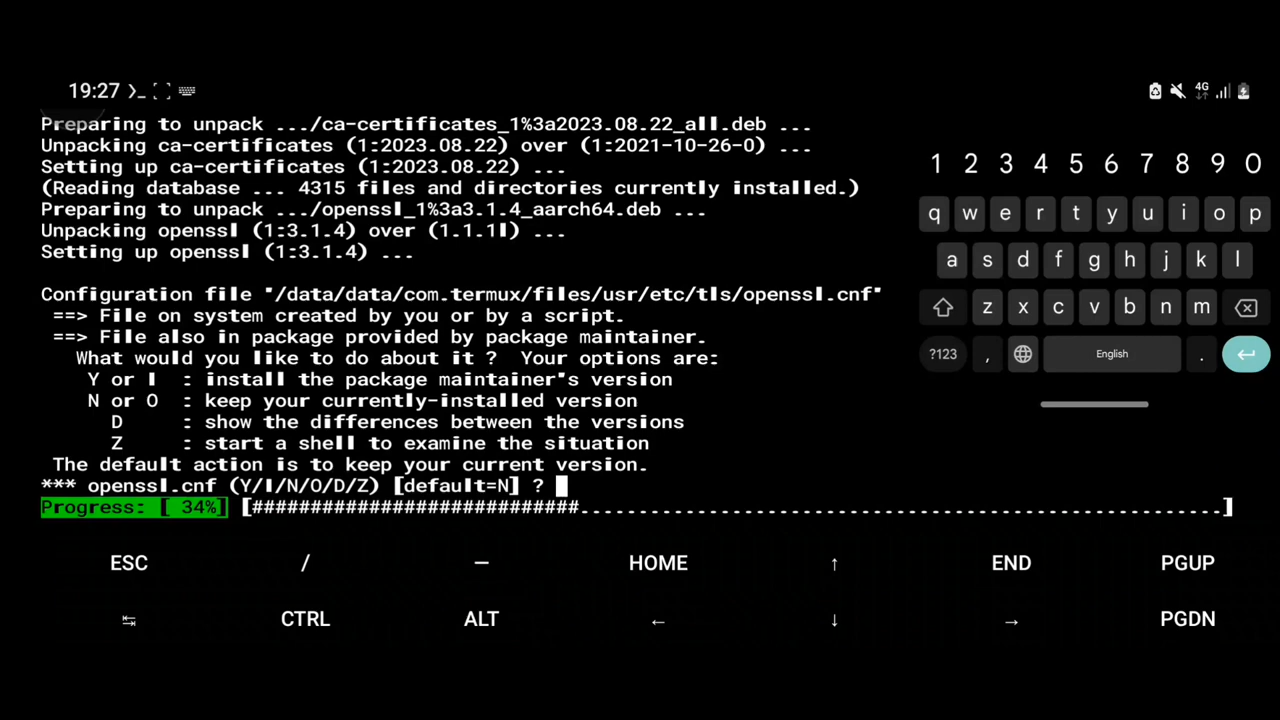 19:27
4G
Preparing to unpack .../ca-certificates_1%3a2023.08.22_all.deb ...
Unpacking ca-certificates (1:2023.08.22) over (1:2021-10-26-0) ...
Setting up ca-certificates (1:2023.08.22) ...
(Reading database ... 4315 files and directories currently installed.)
Preparing to unpack .../openssl_1%3a3.1.4_aarch64.deb ...
Unpacking openssl (1:3.1.4) over (1.1.1l) ...
Setting up openssl (1:3.1.4) ...
Configuration file '/data/data/com.termux/files/usr/etc/tls/openssl.cnf'
==> File on system created by you or by a script.
==> File also in package provided by package maintainer.
What would you like to do about it ?  Your options are:
Y or I  : install the package maintainer's version
N or O  : keep your currently-installed version
D     : show the differences between the versions
Z     : start a shell to examine the situation
The default action is to keep your current version.
*** openssl.cnf (Y/I/N/O/D/Z) [default=N] ?
Progress: [ 34%] [############################.......................................................]
1 2 3 4 5 6 7 8 9 0
q w e r t y u i o p
a s d f g h j k l
z x c v b n m
?123 , English .
ESC / — HOME ↑ END PGUP
↹ CTRL ALT ← ↓ → PGDN